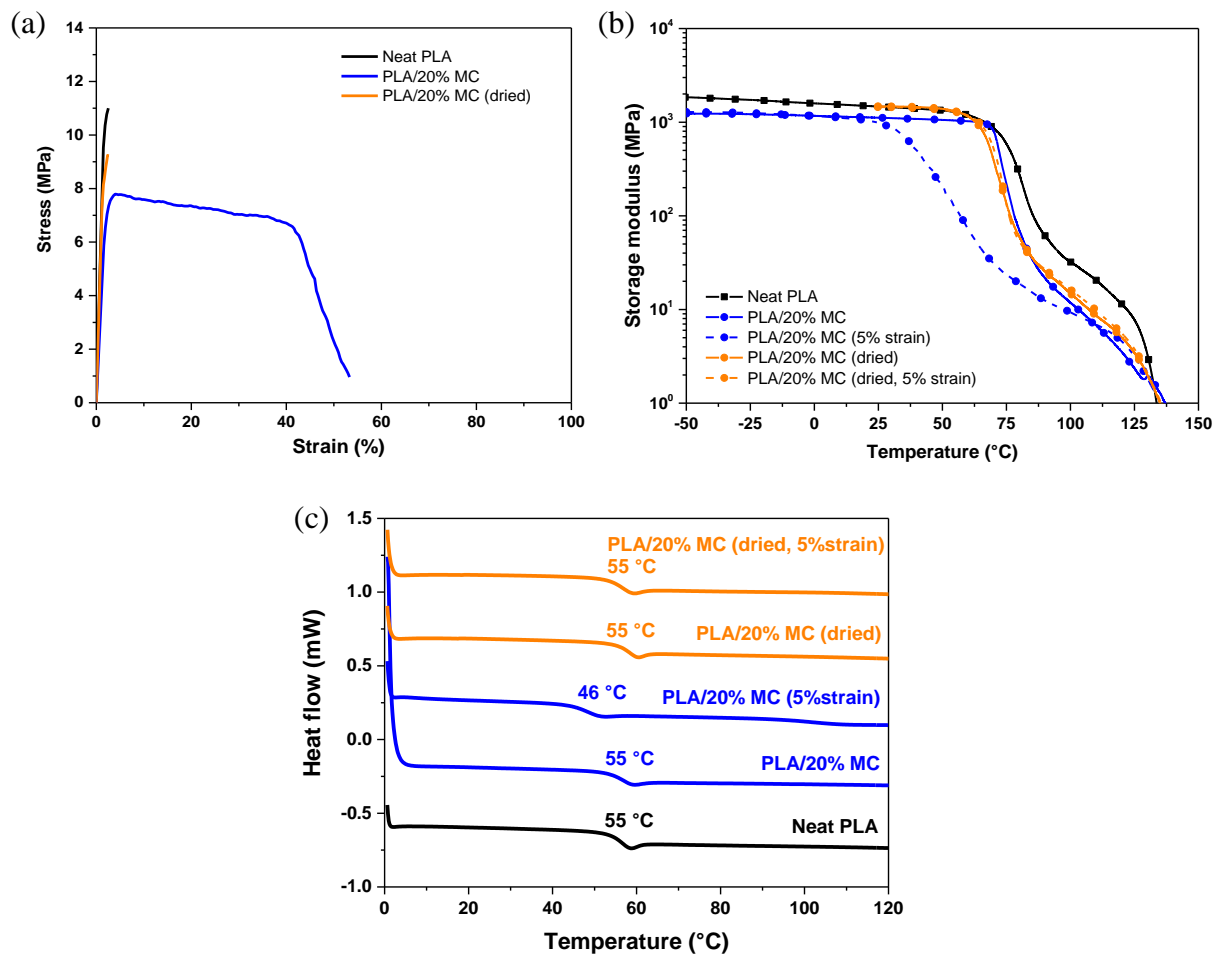 (a)
14
12
10
8
6
4
2
0
Stress (MPa)
0 20 40 60 80 100
Strain (%)
Neat PLA
PLA/20% MC
PLA/20% MC (dried)
(b)
10⁴
10³
10²
10¹
10⁰
Storage modulus (MPa)
Neat PLA
PLA/20% MC
PLA/20% MC (5% strain)
PLA/20% MC (dried)
PLA/20% MC (dried, 5% strain)
-50 -25 0 25 50 75 100 125 150
Temperature (°C)
(c)
1.5
1.0
0.5
0.0
-0.5
-1.0
Heat flow (mW)
PLA/20% MC (dried, 5%strain)
55 °C
55 °C PLA/20% MC (dried)
46 °C PLA/20% MC (5%strain)
55 °C PLA/20% MC
55 °C Neat PLA
0 20 40 60 80 100 120
Temperature (°C)